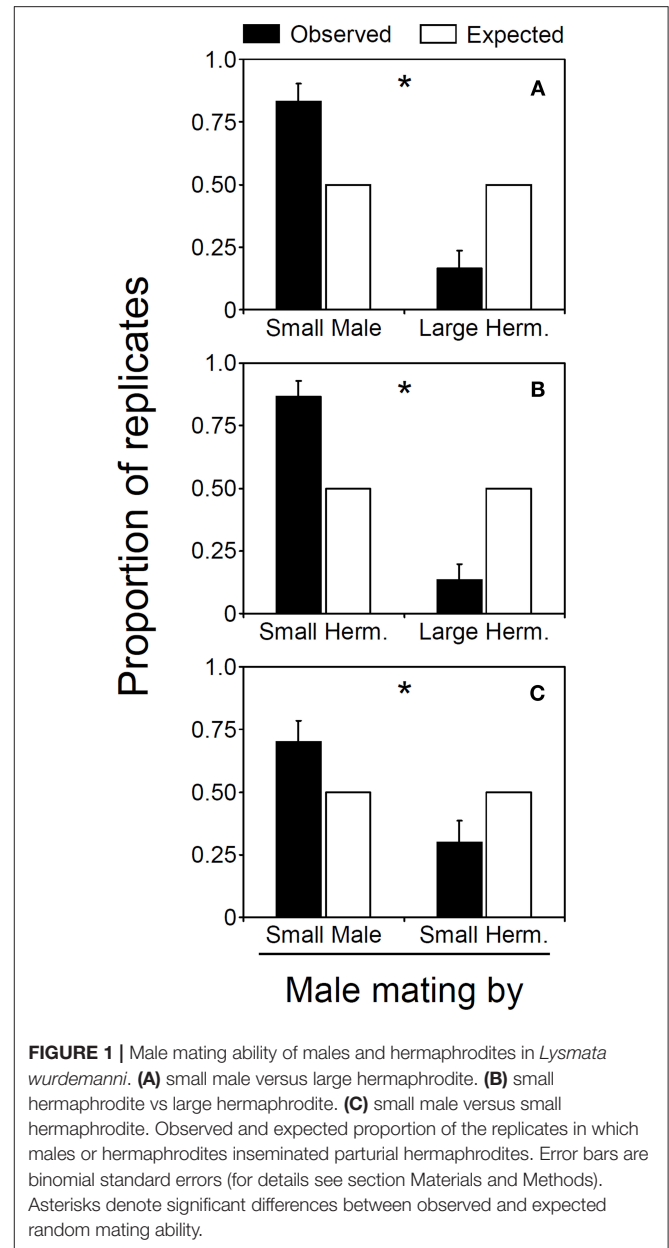 Observed Expected
1.0
0.75
0.50
0.25
0
* A
Small Male Large Herm.
1.0
0.75
0.50
0.25
0
* B
Small Herm. Large Herm.
1.0
0.75
0.50
0.25
0
* C
Small Male Small Herm.
Proportion of replicates
Male mating by
FIGURE 1 | Male mating ability of males and hermaphrodites in Lysmata
wurdemanni. (A) small male versus large hermaphrodite. (B) small
hermaphrodite vs large hermaphrodite. (C) small male versus small
hermaphrodite. Observed and expected proportion of the replicates in which
males or hermaphrodites inseminated parturial hermaphrodites. Error bars are
binomial standard errors (for details see section Materials and Methods).
Asterisks denote significant differences between observed and expected
random mating ability.